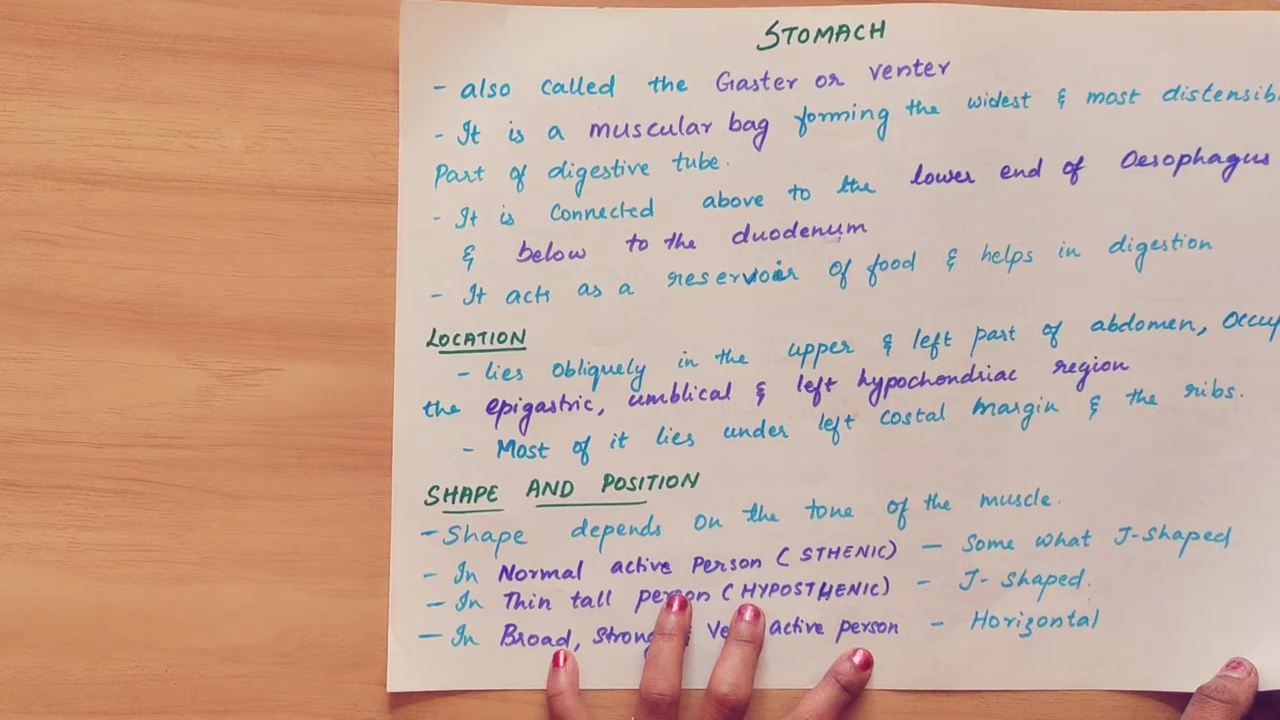 STOMACH
- also called the Gaster or venter
- It is a muscular bag forming the widest & most distensib
Part of digestive tube.
- It is connected above to the lower end of Oesophagus
& below to the duodenum
- It acts as a reservoir of food & helps in digestion
LOCATION
- lies obliquely in the upper & left part of abdomen, occup
the epigastric, umblical & left hypochondriac region
- Most of it lies under left costal margin & the ribs.
SHAPE AND POSITION
- Shape depends on the tone of the muscle.
- In Normal active Person (STHENIC) - Some what J-shaped
- In Thin tall person (HYPOSTHENIC) - J-shaped.
- In Broad, strong active person - Horizontal